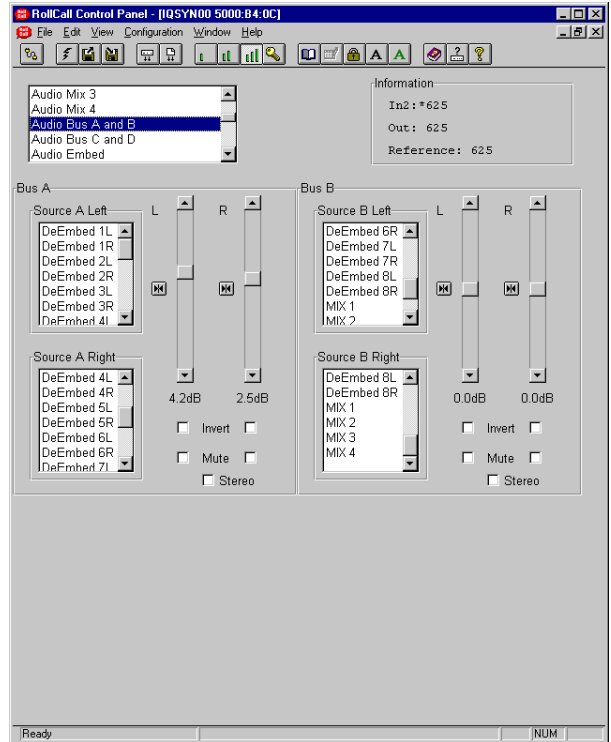 RollCall Control Panel - [IQSYN00 5000:B4:0C]
File Edit View Configuration Window Help
Audio Mix 3
Audio Mix 4
Audio Bus A and B
Audio Bus C and D
Audio Embed
Information
In2:*625
Out: 625
Reference: 625
Bus A
Source A Left
L R
DeEmbed 1L
DeEmbed 1R
DeEmbed 2L
DeEmbed 2R
DeEmbed 3L
DeEmbed 3R
DeEmbed 4L
Source A Right
DeEmbed 4L
DeEmbed 4R
DeEmbed 5L
DeEmbed 5R
DeEmbed 6L
DeEmbed 6R
DeEmbed 7L
4.2dB 2.5dB
Invert
Mute
Stereo
Bus B
Source B Left
L R
DeEmbed 6R
DeEmbed 7L
DeEmbed 7R
DeEmbed 8L
DeEmbed 8R
MIX 1
MIX 2
Source B Right
DeEmbed 8L
DeEmbed 8R
MIX 1
MIX 2
MIX 3
MIX 4
0.0dB 0.0dB
Invert
Mute
Stereo
Ready
NUM